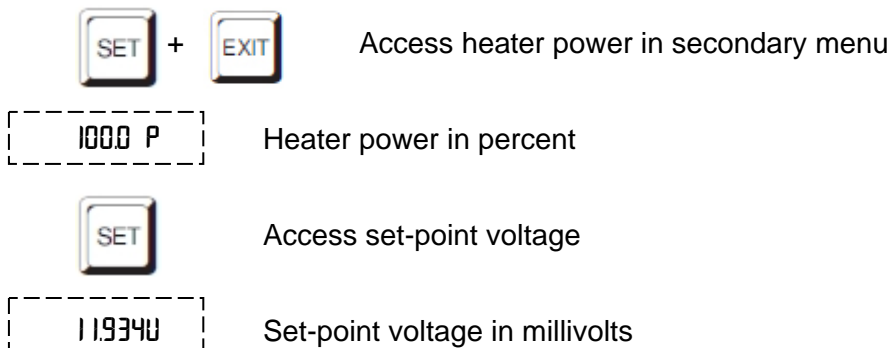 SET + EXIT Access heater power in secondary menu
100.0 P Heater power in percent
SET Access set-point voltage
11.934U Set-point voltage in millivolts